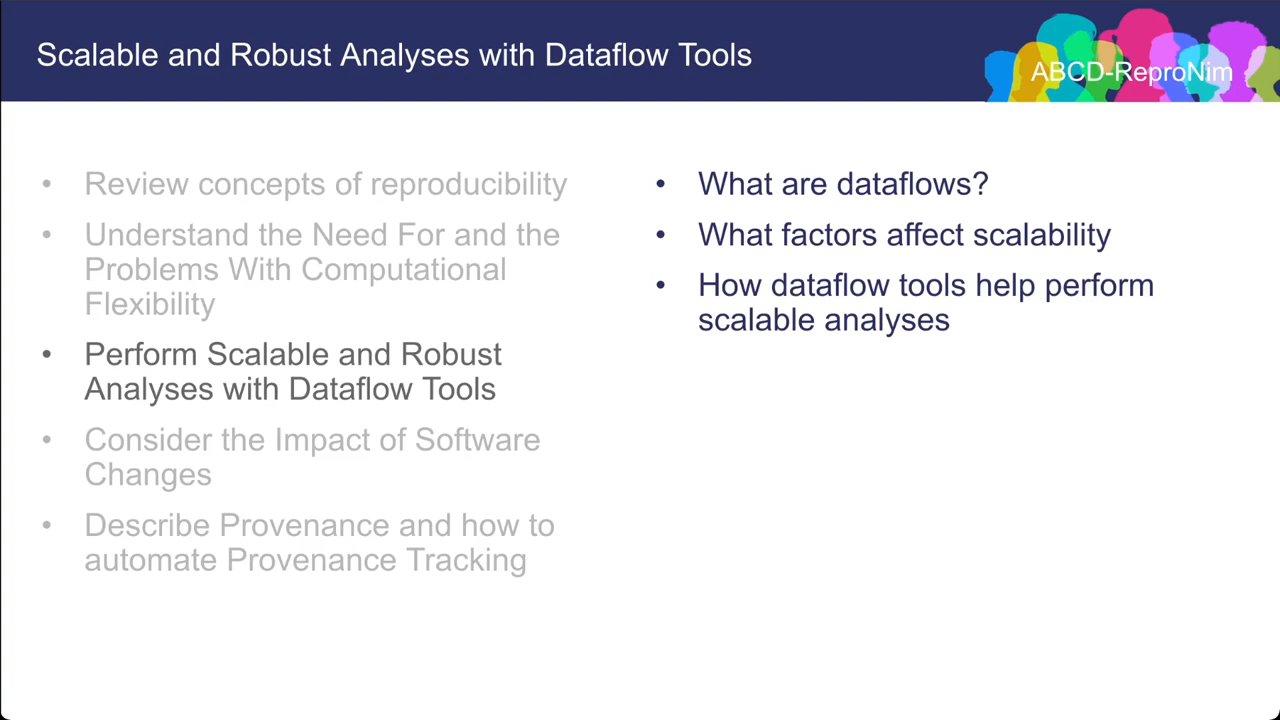 Scalable and Robust Analyses with Dataflow Tools
ABCD-ReproNim
• Review concepts of reproducibility
• Understand the Need For and the
Problems With Computational
Flexibility
• Perform Scalable and Robust
Analyses with Dataflow Tools
• Consider the Impact of Software
Changes
• Describe Provenance and how to
automate Provenance Tracking
• What are dataflows?
• What factors affect scalability
• How dataflow tools help perform
scalable analyses